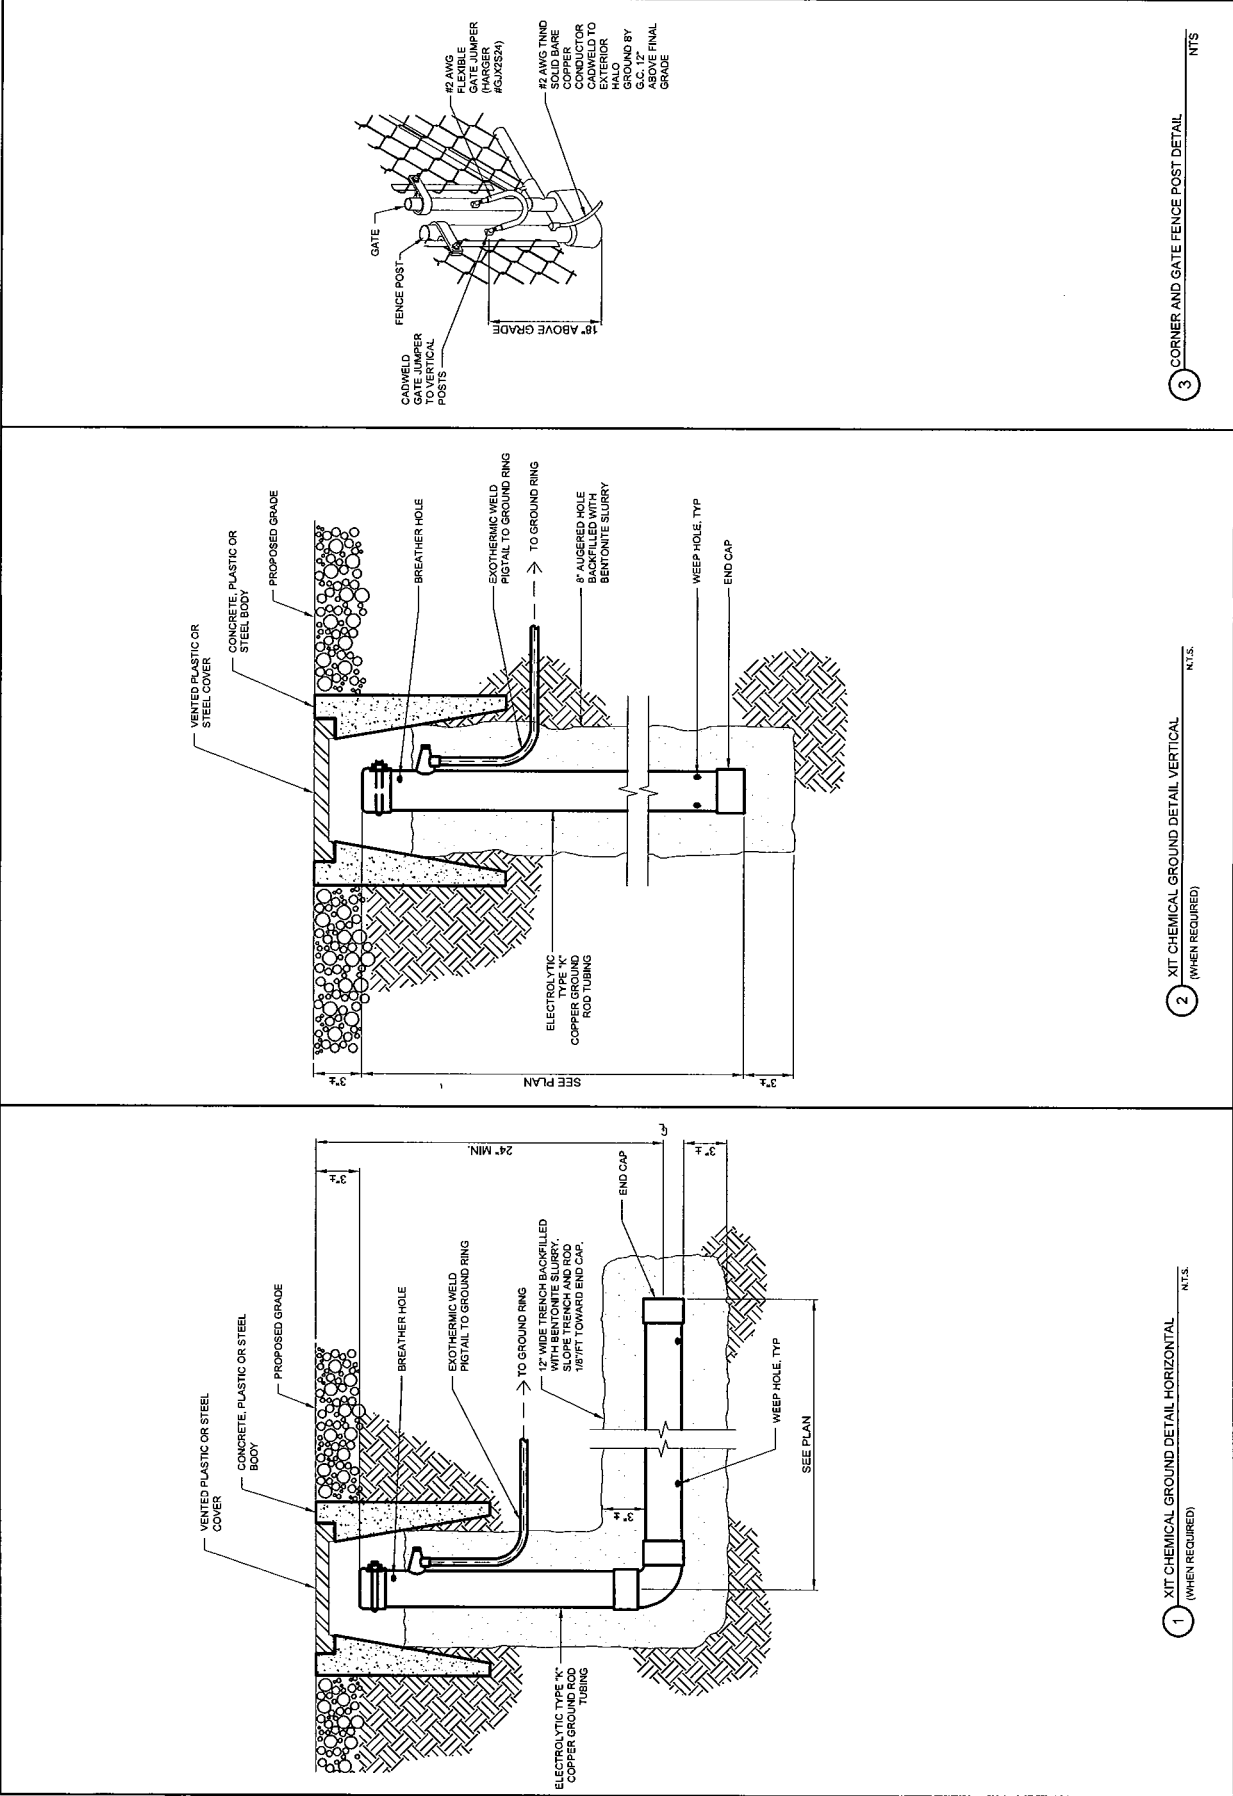 VENTED PLASTIC OR STEEL
COVER
CONCRETE, PLASTIC OR STEEL
BODY
PROPOSED GRADE
BREATHER HOLE
EXOTHERMIC WELD
PIGTAIL TO GROUND RING
TO GROUND RING
12" WIDE TRENCH BACKFILLED
WITH BENTONITE SLURRY.
SLOPE TRENCH AND ROD
1/8"/FT TOWARD END CAP.
END CAP
3"±
24" MIN.
3"±
3"±
ELECTROLYTIC TYPE "K"
COPPER GROUND ROD
TUBING
WEEP HOLE, TYP
SEE PLAN
1
XIT CHEMICAL GROUND DETAIL HORIZONTAL
(WHEN REQUIRED)
N.T.S.
VENTED PLASTIC OR
STEEL COVER
CONCRETE, PLASTIC OR
STEEL BODY
PROPOSED GRADE
BREATHER HOLE
EXOTHERMIC WELD
PIGTAIL TO GROUND RING
TO GROUND RING
8" AUGERED HOLE
BACKFILLED WITH
BENTONITE SLURRY
WEEP HOLE, TYP
END CAP
3"±
SEE PLAN
3"±
ELECTROLYTIC
TYPE "K"
COPPER GROUND
ROD TUBING
2
XIT CHEMICAL GROUND DETAIL VERTICAL
(WHEN REQUIRED)
N.T.S.
GATE
FENCE POST
CADWELD
GATE JUMPER
TO VERTICAL
POSTS
18" ABOVE GRADE
#2 AWG
FLEXIBLE
GATE JUMPER
(HARGER
#GJX2S24)
#2 AWG TNND
SOLID BARE
COPPER
CONDUCTOR
CADWELD TO
EXTERIOR
HALO
GROUND BY
G.C. 12"
ABOVE FINAL
GRADE
3
CORNER AND GATE FENCE POST DETAIL
NTS